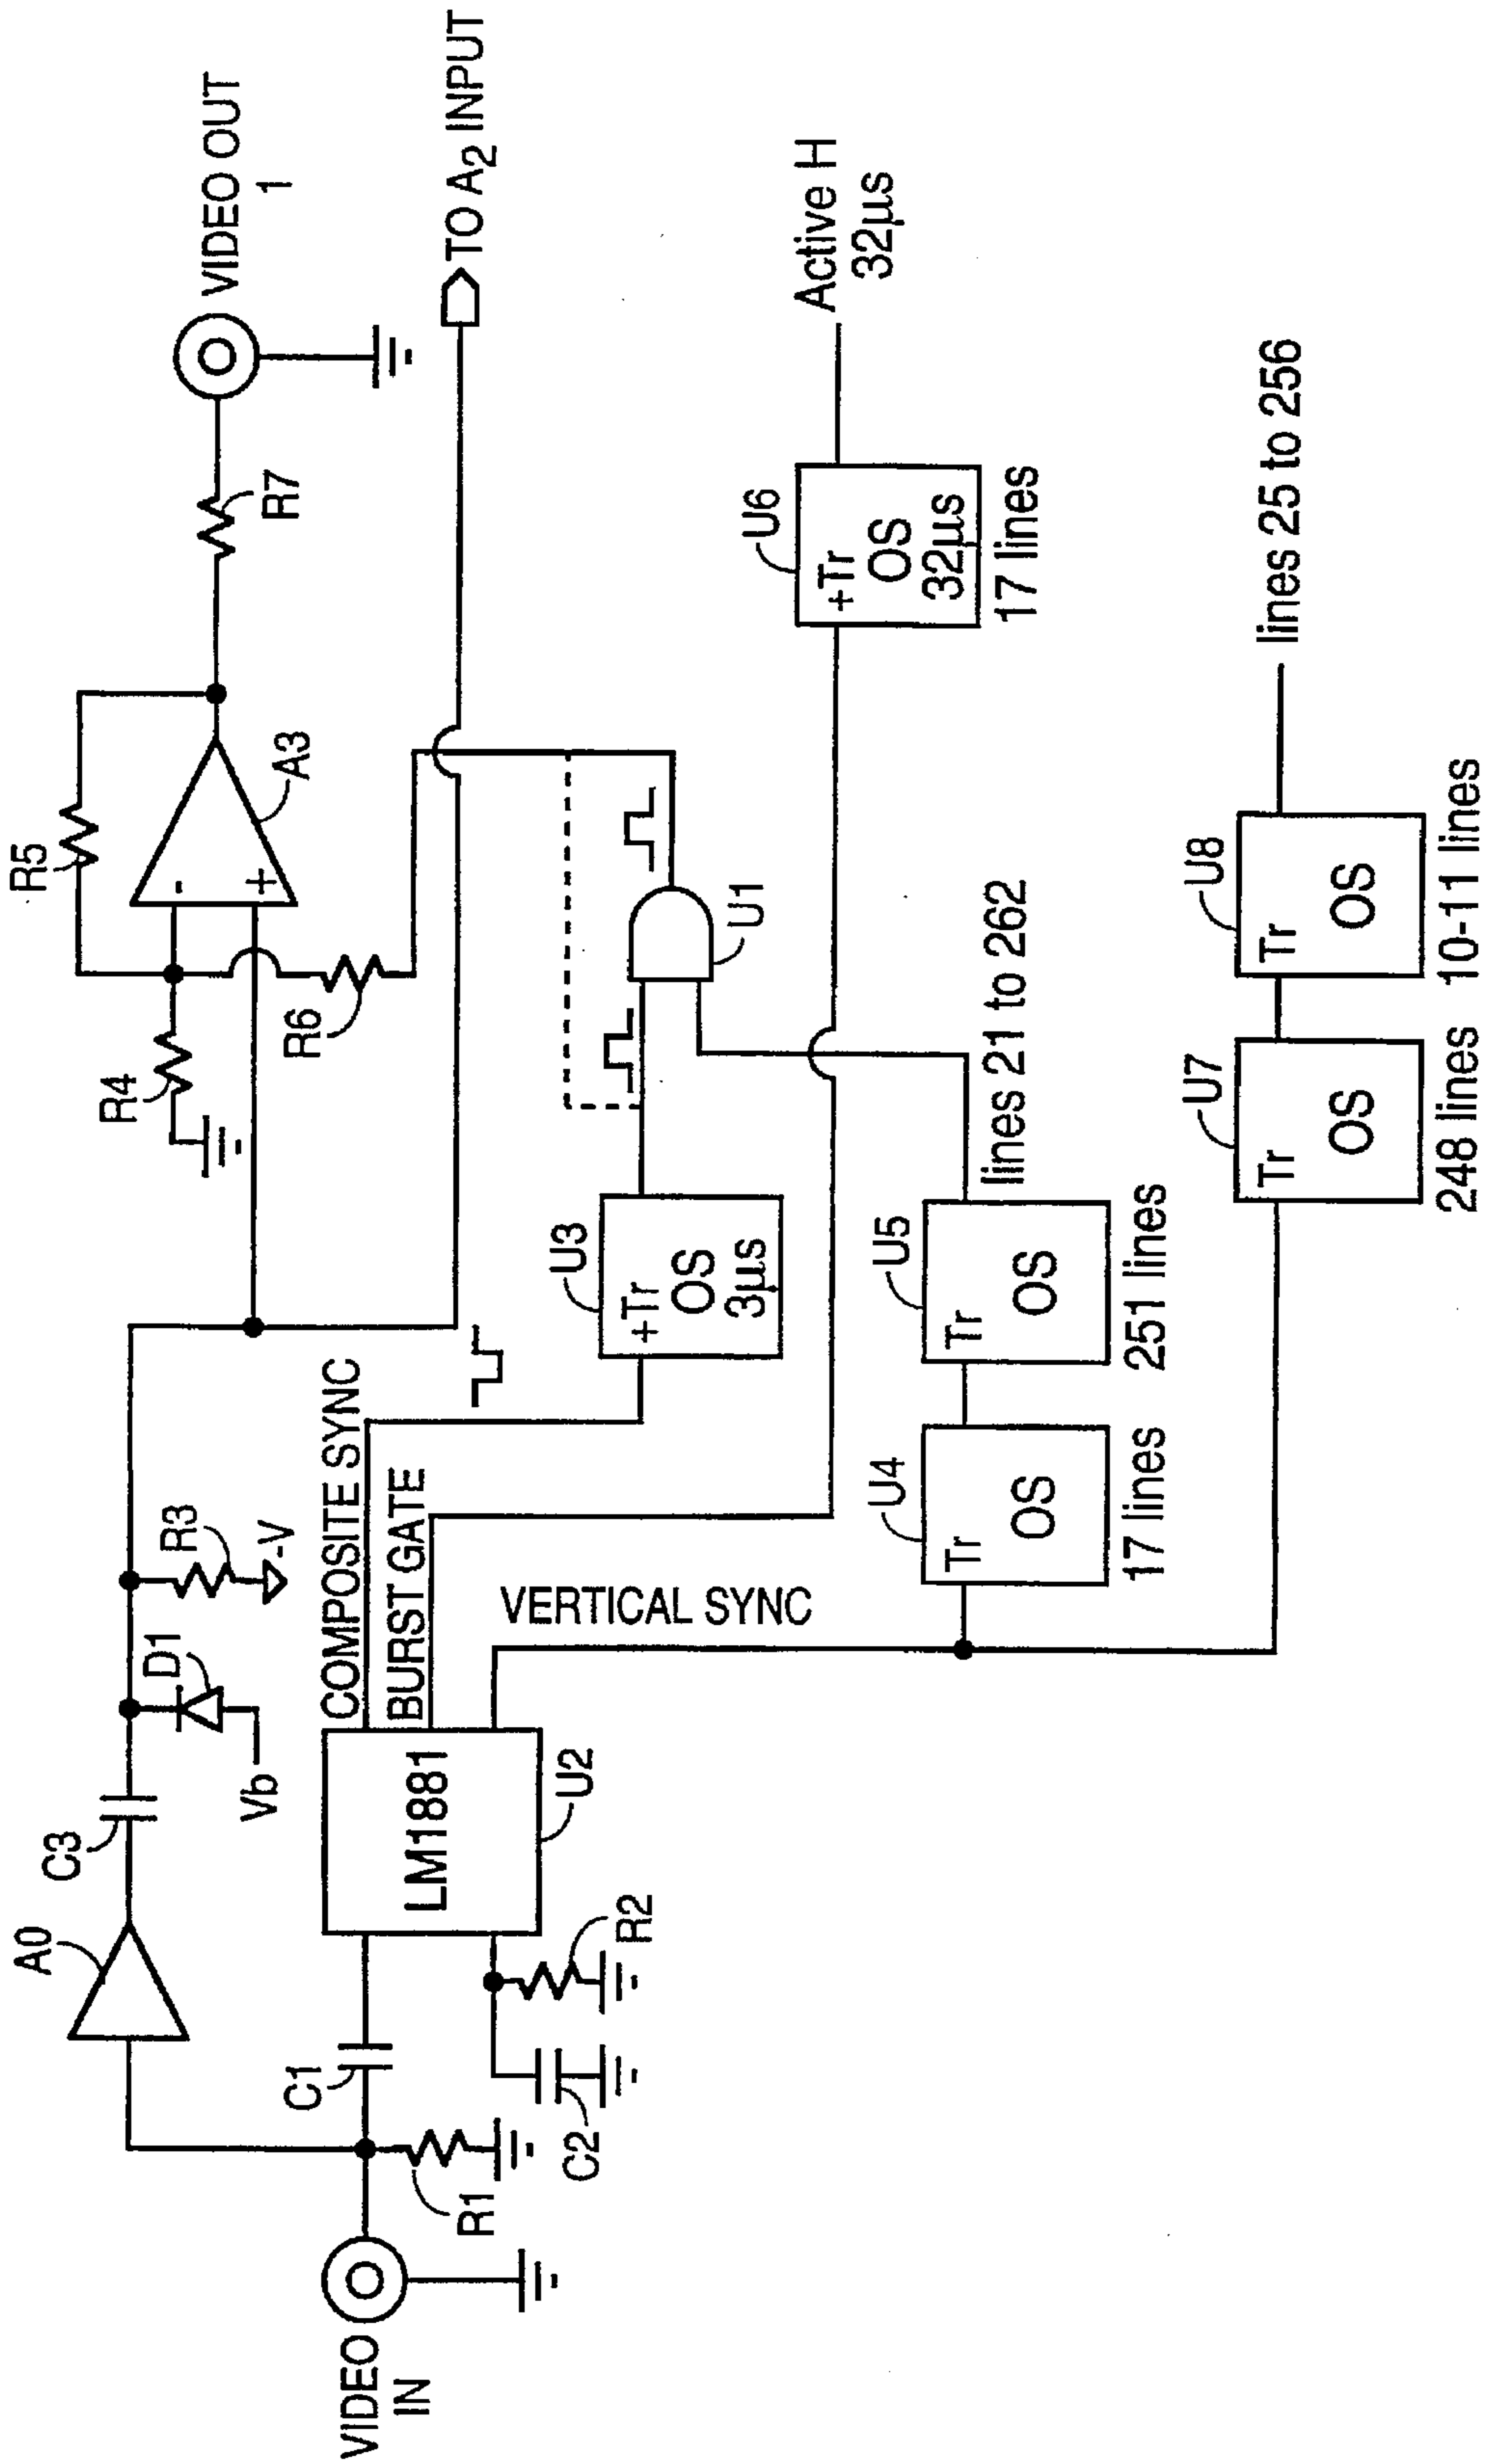 VIDEO
IN
R1
C1
C2
R2
A0
C3
LM1881
U2
Vb
D1
R3
-V
COMPOSITE SYNC
BURST GATE
VERTICAL SYNC
R4
R5
-
+
A3
R6
R7
VIDEO OUT
1
TO A2 INPUT
U3
+Tr
OS
3µs
U1
U6
+Tr
OS
32µs
17 lines
Active H
32µs
U4
Tr
OS
17 lines
U5
Tr
OS
251 lines
lines 21 to 262
U7
Tr
OS
248 lines
U8
Tr
OS
10-11 lines
lines 25 to 256